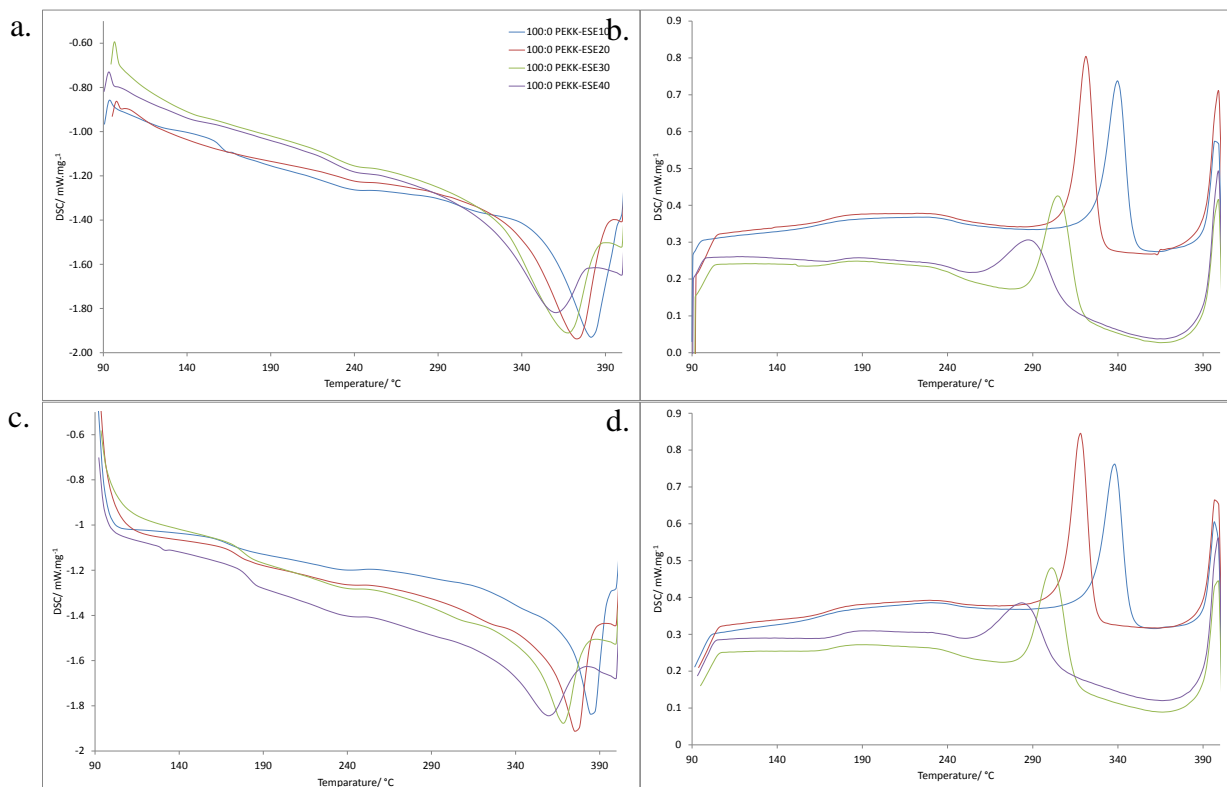 a.
-0.60
-0.80
-1.00
-1.20
-1.40
-1.60
-1.80
-2.00
DSC/ mW.mg-1
90 140 190 240 290 340 390
Temperature/ °C
100:0 PEKK-ESE10
100:0 PEKK-ESE20
100:0 PEKK-ESE30
100:0 PEKK-ESE40
b.
0.9
0.8
0.7
0.6
0.5
0.4
0.3
0.2
0.1
0.0
DSC/ mW.mg-1
90 140 190 240 290 340 390
Temperature/ °C
c.
-0.6
-0.8
-1
-1.2
-1.4
-1.6
-1.8
-2
DSC/ mW.mg-1
90 140 190 240 290 340 390
Temparature/ °C
d.
0.9
0.8
0.7
0.6
0.5
0.4
0.3
0.2
0.1
0
DSC/ mW.mg-1
90 140 190 240 290 340 390
Temperature/ °C